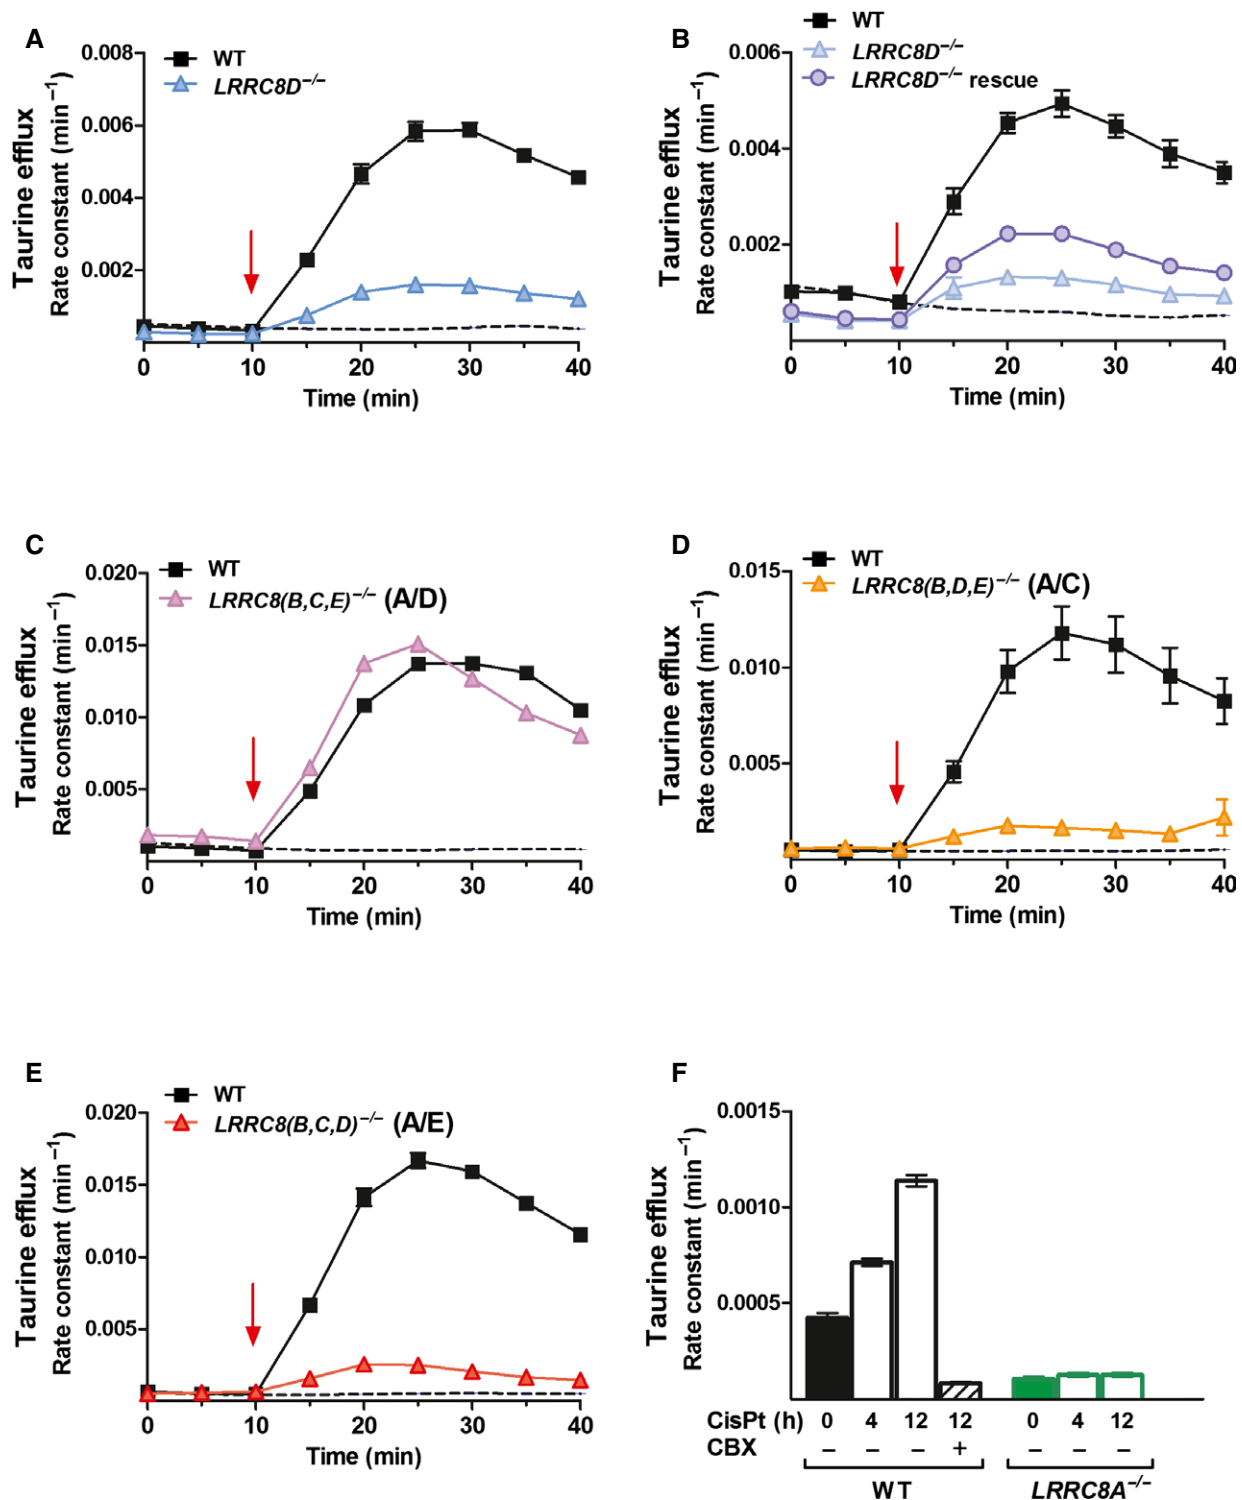 A
WT
LRRC8D−/−
Taurine efflux
Rate constant (min−1)
0.008
0.006
0.004
0.002
0 10 20 30 40
Time (min)
B
WT
LRRC8D−/−
LRRC8D−/− rescue
Taurine efflux
Rate constant (min−1)
0.006
0.004
0.002
0 10 20 30 40
Time (min)
C
WT
LRRC8(B,C,E)−/− (A/D)
Taurine efflux
Rate constant (min−1)
0.020
0.015
0.010
0.005
0 10 20 30 40
Time (min)
D
WT
LRRC8(B,D,E)−/− (A/C)
Taurine efflux
Rate constant (min−1)
0.015
0.010
0.005
0 10 20 30 40
Time (min)
E
WT
LRRC8(B,C,D)−/− (A/E)
Taurine efflux
Rate constant (min−1)
0.020
0.015
0.010
0.005
0 10 20 30 40
Time (min)
F
Taurine efflux
Rate constant (min−1)
0.0015
0.0010
0.0005
CisPt (h) 0 4 12 12 0 4 12
CBX − − − + − − −
WT LRRC8A−/−